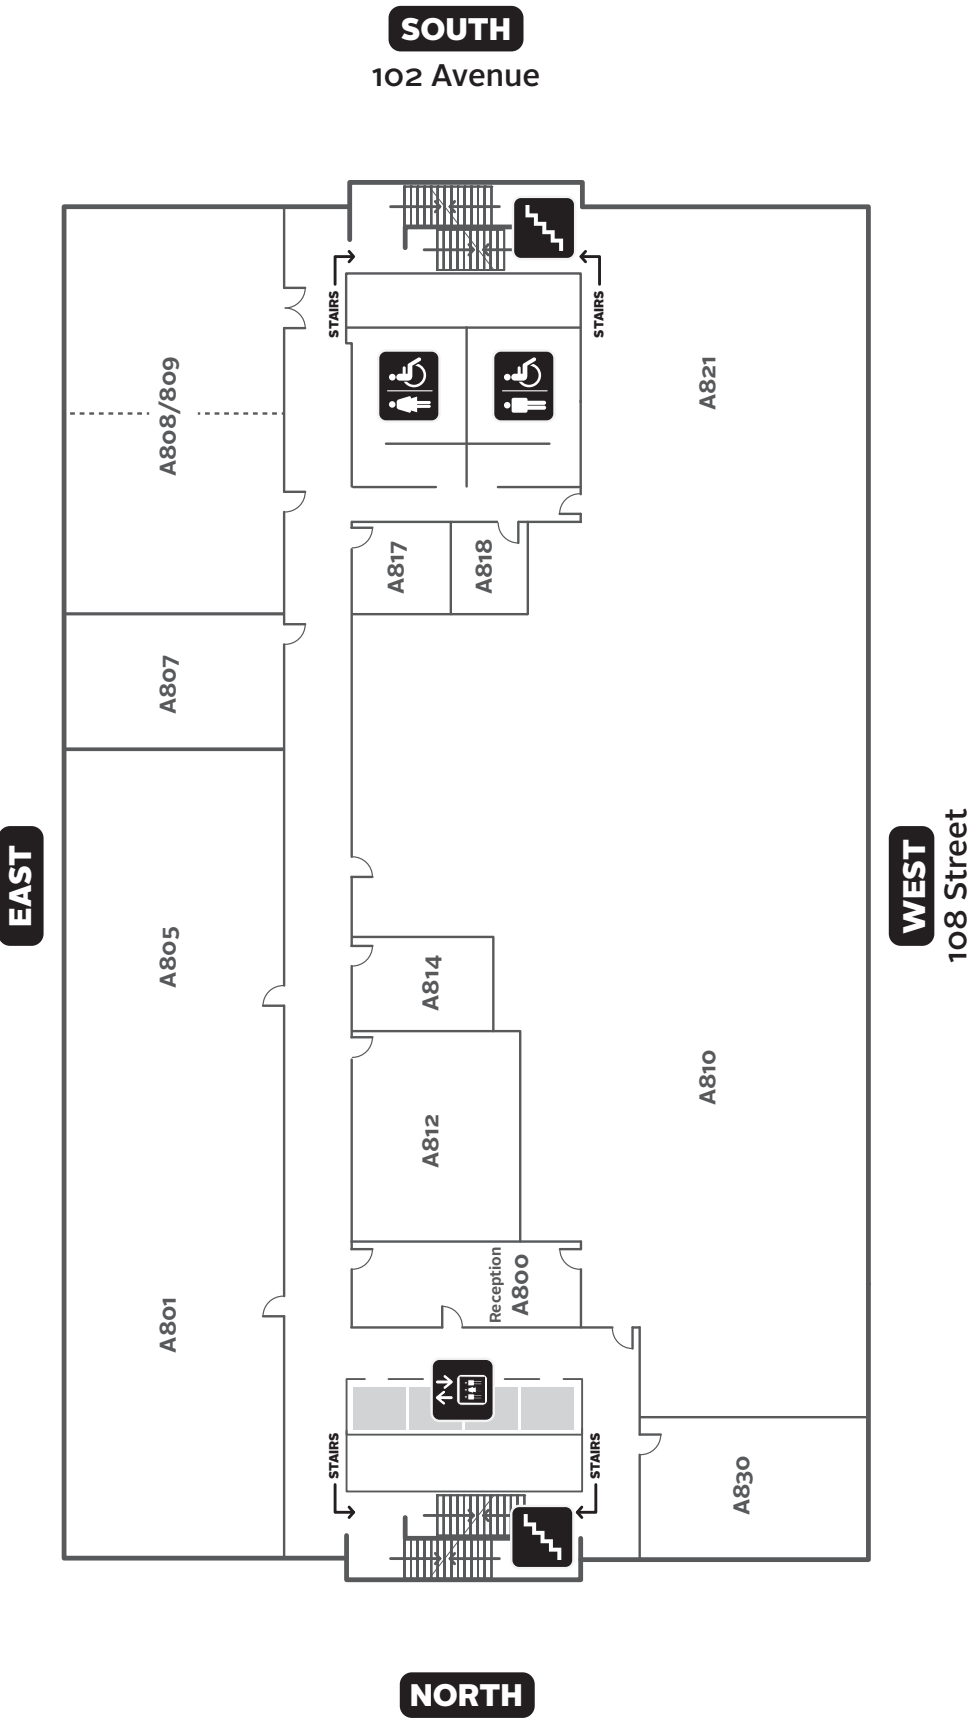 SOUTH
102 Avenue
STAIRS
STAIRS
A808/809
A821
A817
A818
A807
EAST
WEST
108 Street
A805
A814
A810
A812
Reception
A800
A801
STAIRS
STAIRS
A830
NORTH